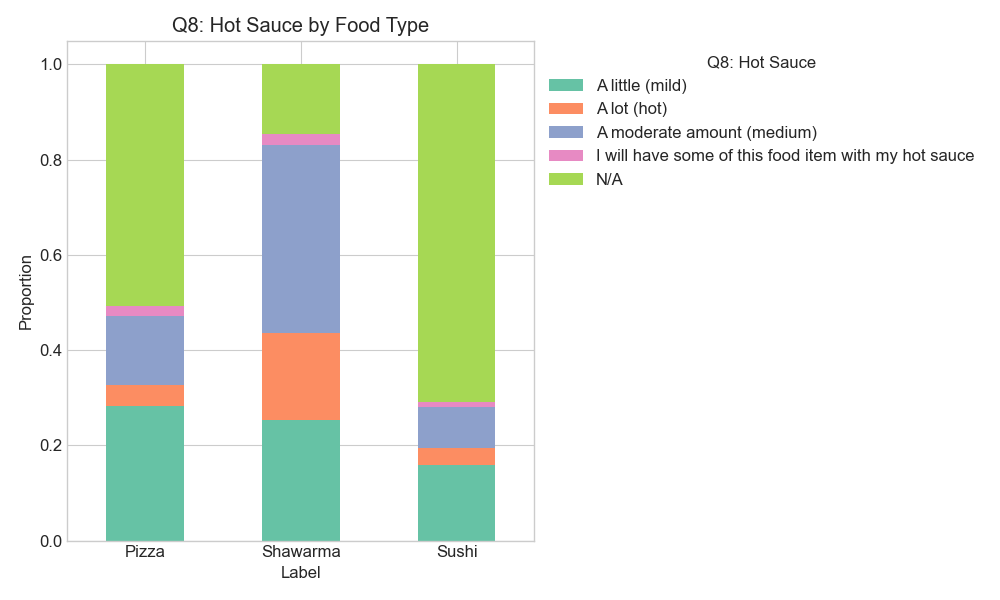 Q8: Hot Sauce by Food Type
Proportion
1.0
0.8
0.6
0.4
0.2
0.0
Pizza
Shawarma
Sushi
Label
Q8: Hot Sauce
A little (mild)
A lot (hot)
A moderate amount (medium)
I will have some of this food item with my hot sauce
N/A